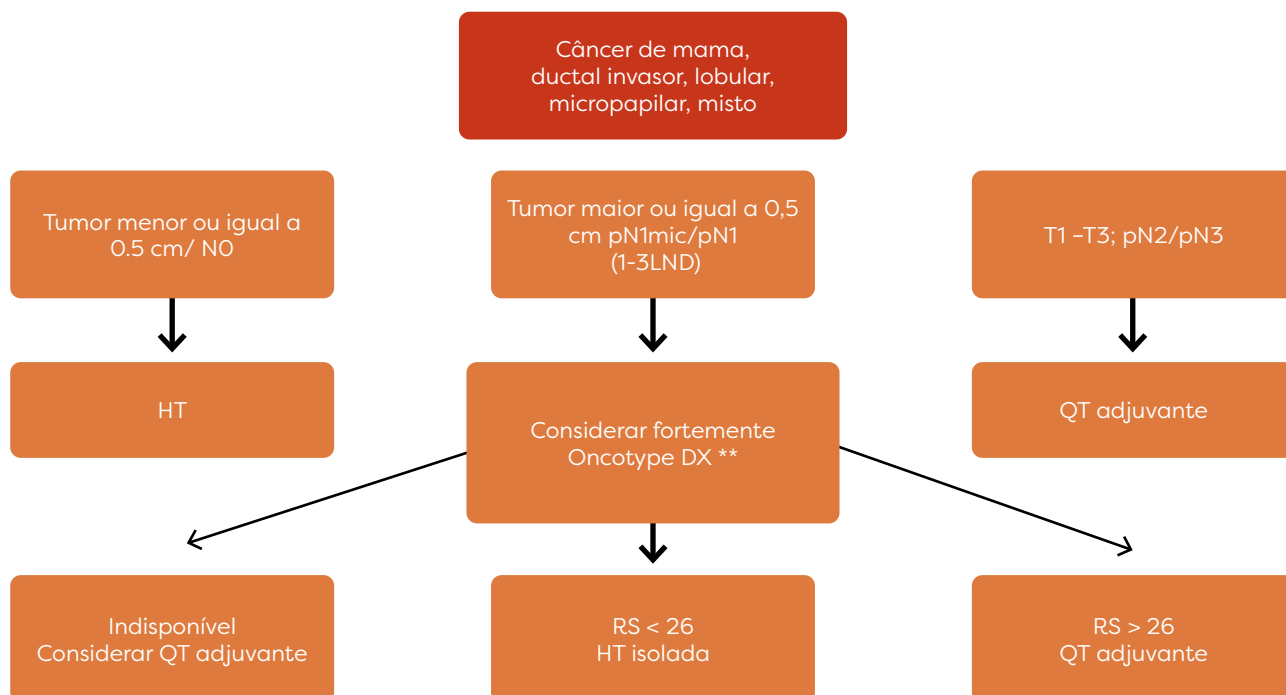 Câncer de mama,
ductal invasor, lobular,
micropapilar, misto
Tumor menor ou igual a
0.5 cm/ N0
Tumor maior ou igual a 0,5
cm pN1mic/pN1
(1-3LND)
T1 –T3; pN2/pN3
HT
Considerar fortemente
Oncotype DX **
QT adjuvante
Indisponível
Considerar QT adjuvante
RS < 26
HT isolada
RS > 26
QT adjuvante